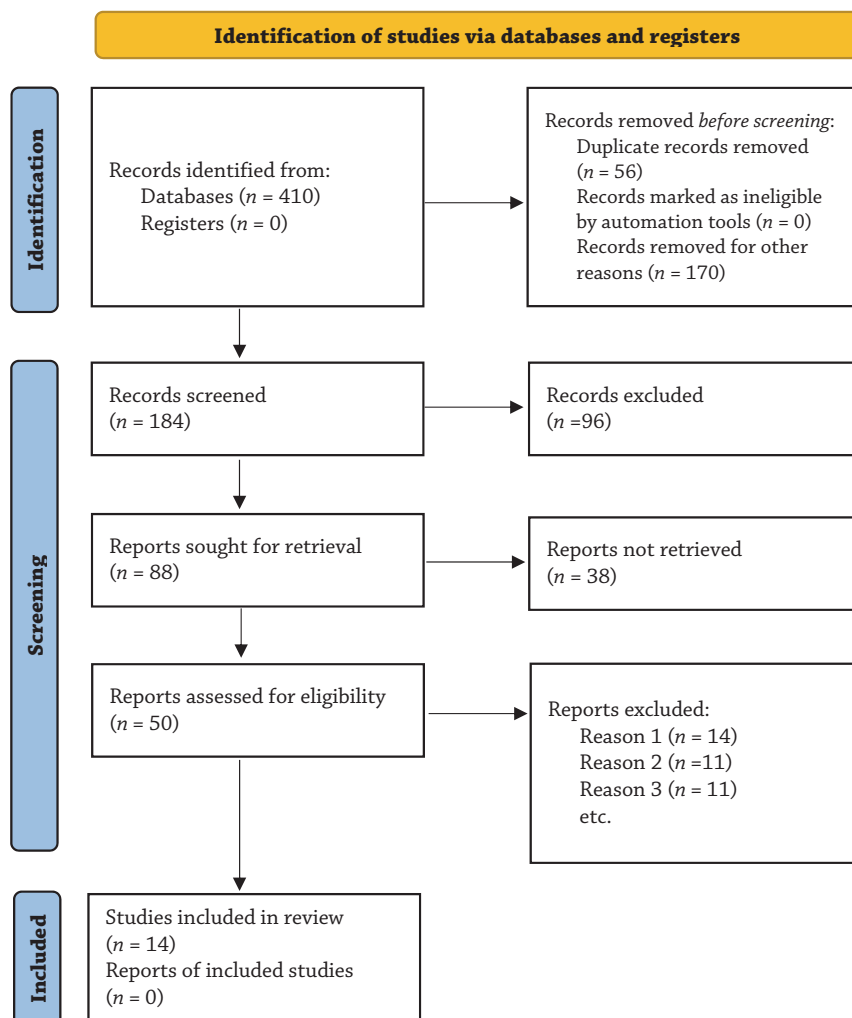 Identification of studies via databases and registers
Identification
Records identified from:
Databases (n = 410)
Registers (n = 0)
Records removed before screening:
Duplicate records removed
(n = 56)
Records marked as ineligible
by automation tools (n = 0)
Records removed for other
reasons (n = 170)
Screening
Records screened
(n = 184)
Records excluded
(n =96)
Reports sought for retrieval
(n = 88)
Reports not retrieved
(n = 38)
Reports assessed for eligibility
(n = 50)
Reports excluded:
Reason 1 (n = 14)
Reason 2 (n =11)
Reason 3 (n = 11)
etc.
Included
Studies included in review
(n = 14)
Reports of included studies
(n = 0)